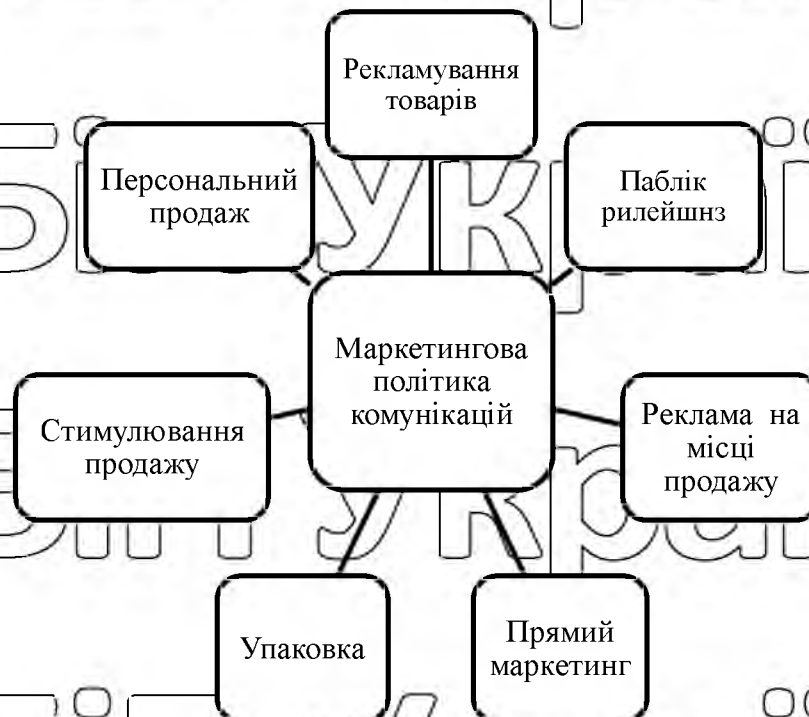 Рекламування
товарів
Персональний
продаж
Паблік
рилейшнз
Маркетингова
політика
комунікацій
Стимулювання
продажу
Реклама на
місці
продажу
Упаковка
Прямий
маркетинг